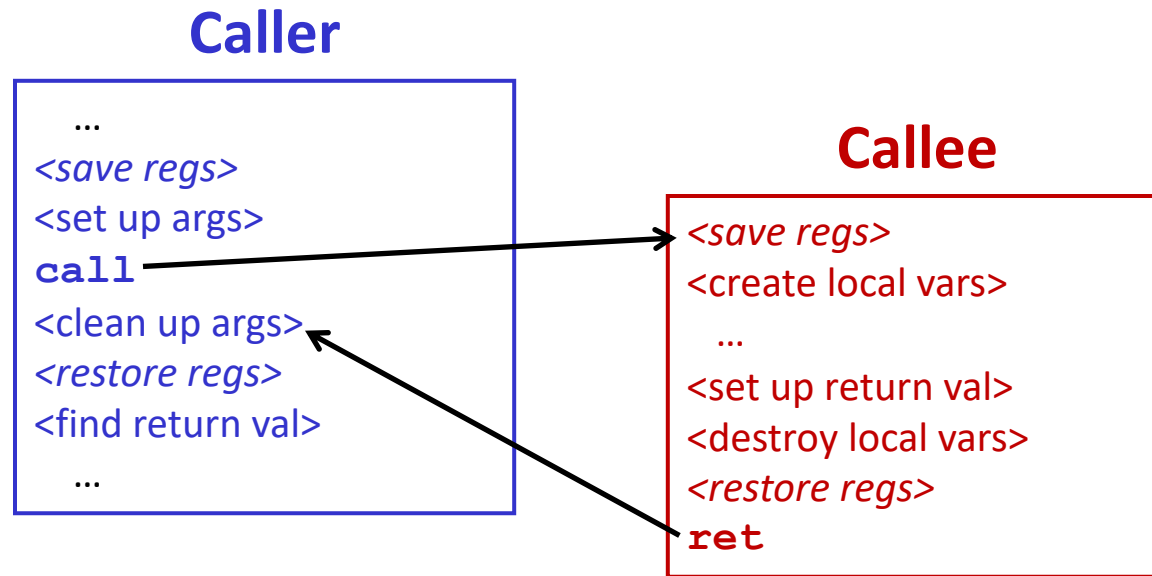 Caller
…
<save regs>
<set up args>
call
<clean up args>
<restore regs>
<find return val>
…
Callee
<save regs>
<create local vars>
…
<set up return val>
<destroy local vars>
<restore regs>
ret